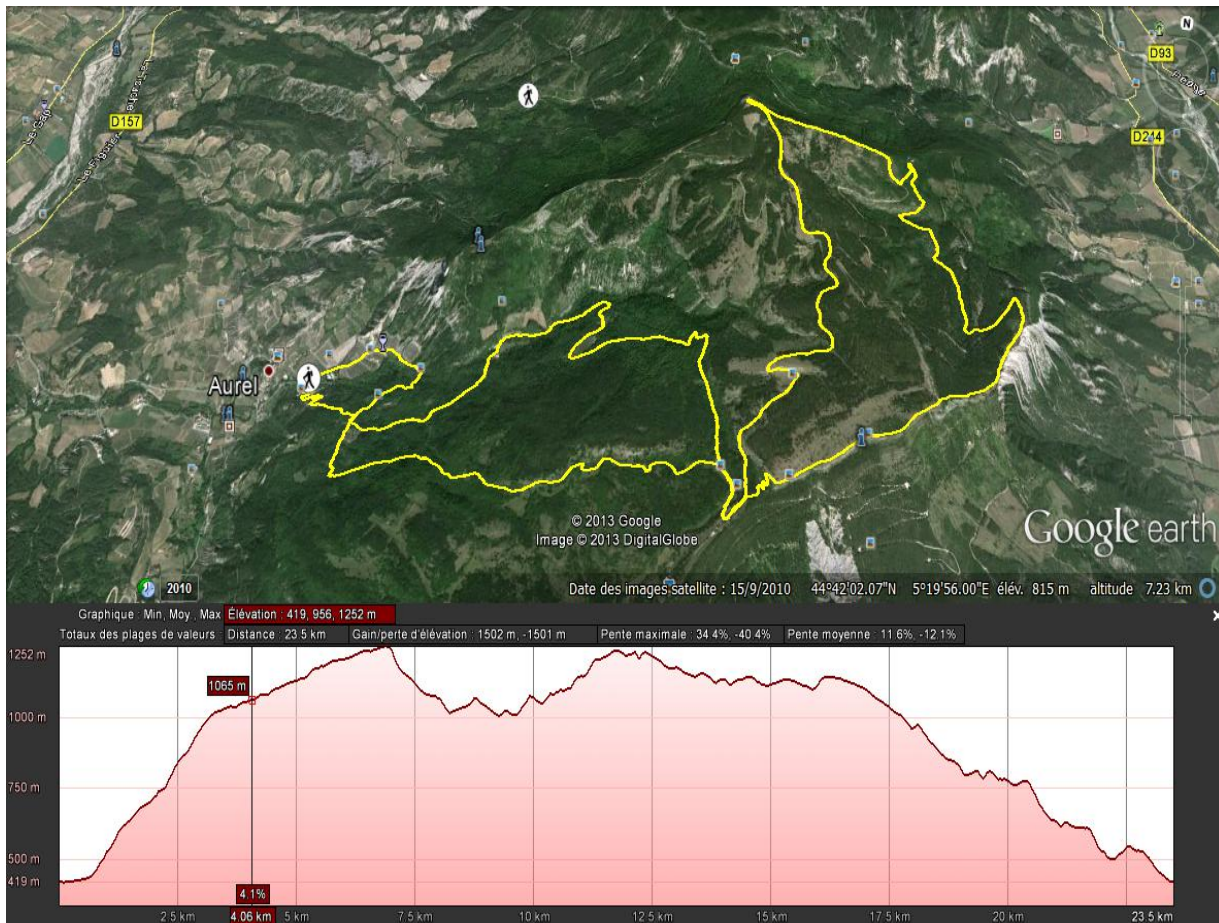 N
D93
D157
D214
Le Gap
Aurel
© 2013 Google
Image © 2013 DigitalGlobe
Google earth
2010
Date des images satellite : 15/9/2010 44°42'02.07"N 5°19'56.00"E élév. 815 m altitude 7.23 km
Graphique : Min, Moy , Max Élévation : 419, 956, 1252 m
Totaux des plages de valeurs : Distance : 23.5 km Gain/perte d'élévation : 1502 m, -1501 m Pente maximale : 34.4%, -40.4% Pente moyenne : 11.6%, -12.1%
1252 m
1065 m
1000 m
750 m
500 m
419 m
4.1%
2.5 km 4.06 km 5 km 7.5 km 10 km 12.5 km 15 km 17.5 km 20 km 23.5 km